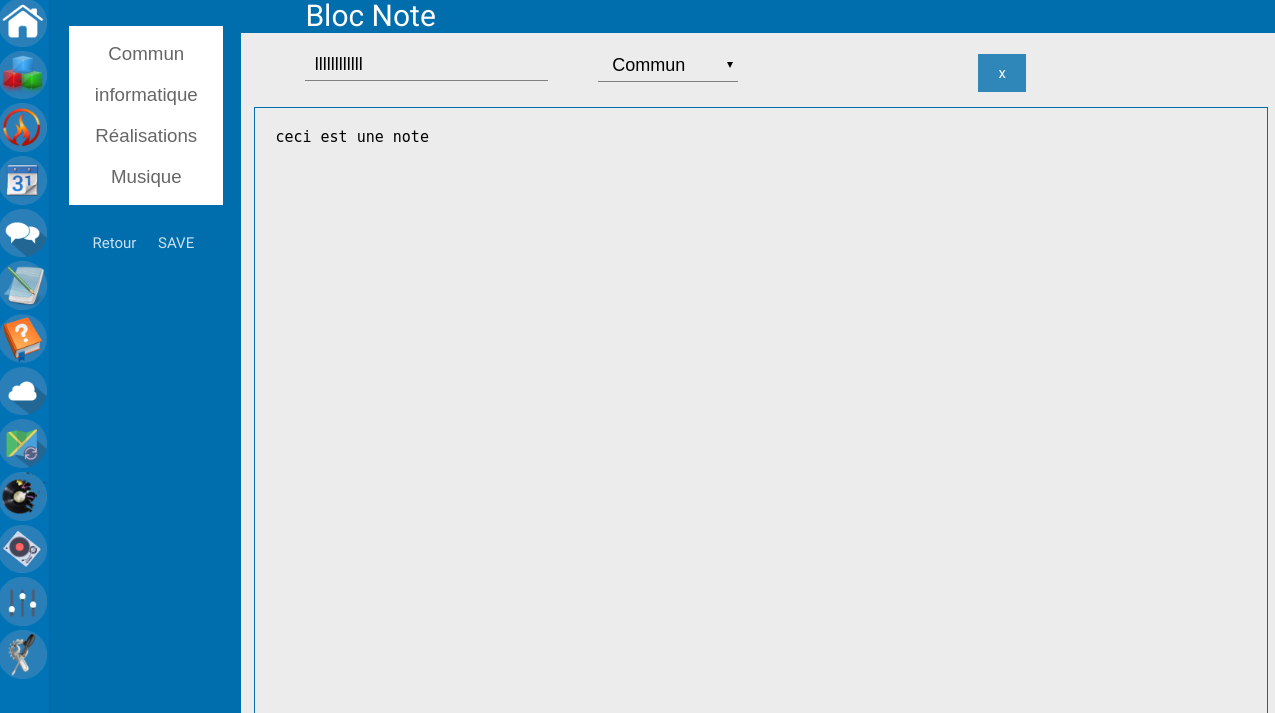 Bloc Note
Commun
informatique
Réalisations
Musique
Retour SAVE
llllllllllll
Commun
x
ceci est une note
31
?